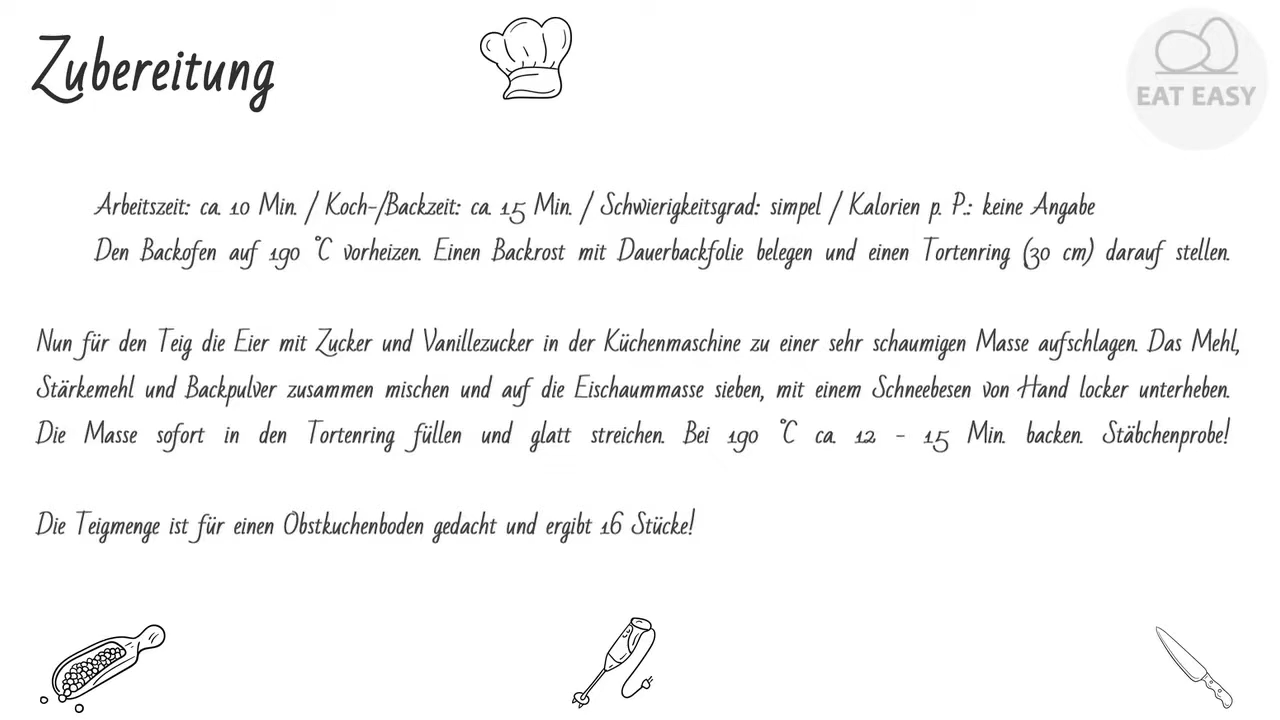 Zubereitung
EAT EASY
Arbeitszeit: ca. 10 Min. / Koch-/Backzeit: ca. 15 Min. / Schwierigkeitsgrad: simpel / Kalorien p. P.: keine Angabe
Den Backofen auf 190 °C vorheizen. Einen Backrost mit Dauerbackfolie belegen und einen Tortenring (30 cm) darauf stellen.
Nun für den Teig die Eier mit Zucker und Vanillezucker in der Küchenmaschine zu einer sehr schaumigen Masse aufschlagen. Das Mehl,
Stärkemehl und Backpulver zusammen mischen und auf die Eischaummasse sieben, mit einem Schneebesen von Hand locker unterheben.
Die Masse sofort in den Tortenring füllen und glatt streichen. Bei 190 °C ca. 12 - 15 Min. backen. Stäbchenprobe!
Die Teigmenge ist für einen Obstkuchenboden gedacht und ergibt 16 Stücke!